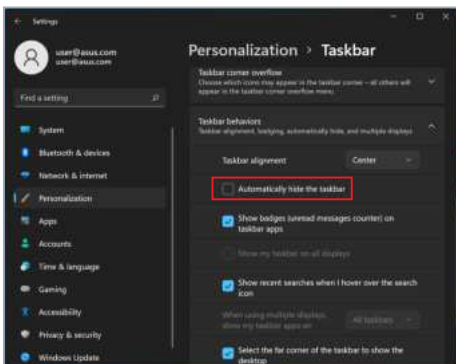 Settings
user@asus.com
user@asus.com
Find a setting
System
Bluetooth & devices
Network & internet
Personalization
Apps
Accounts
Time & language
Gaming
Accessibility
Privacy & security
Windows Update
Personalization > Taskbar
Taskbar corner overflow
Choose which icons may appear in the taskbar corner – all others will
appear in the taskbar corner overflow menu
Taskbar behaviors
Taskbar alignment, badging, automatically hide, and multiple displays
Taskbar alignment
Center
Automatically hide the taskbar
Show badges (unread messages counter) on
taskbar apps
Show my taskbar on all displays
Show recent searches when I hover over the search
icon
When using multiple displays,
show my taskbar apps on
All taskbars
Select the far corner of the taskbar to show the
desktop